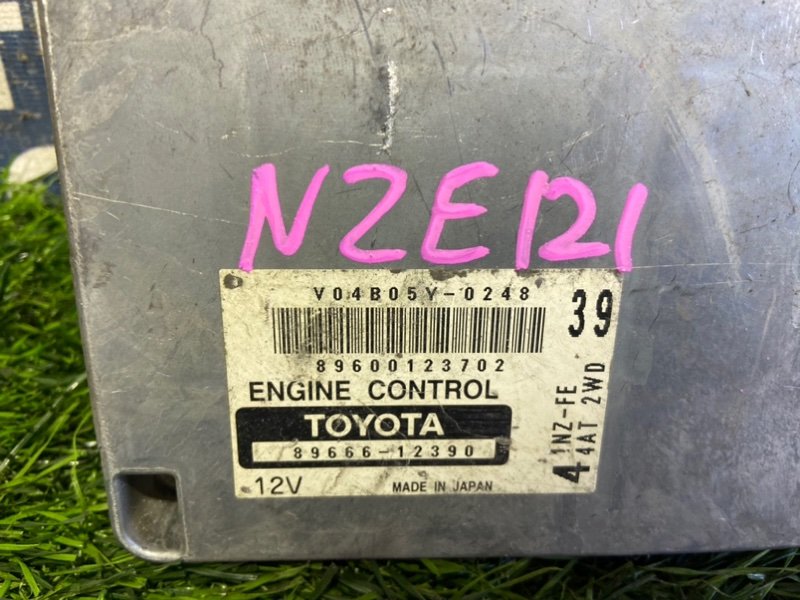 NZE121
V04B05Y-0248
39
89600123702
ENGINE CONTROL
TOYOTA
89666-12390
12V
MADE IN JAPAN
4
1NZ-FE
4AT 2WD